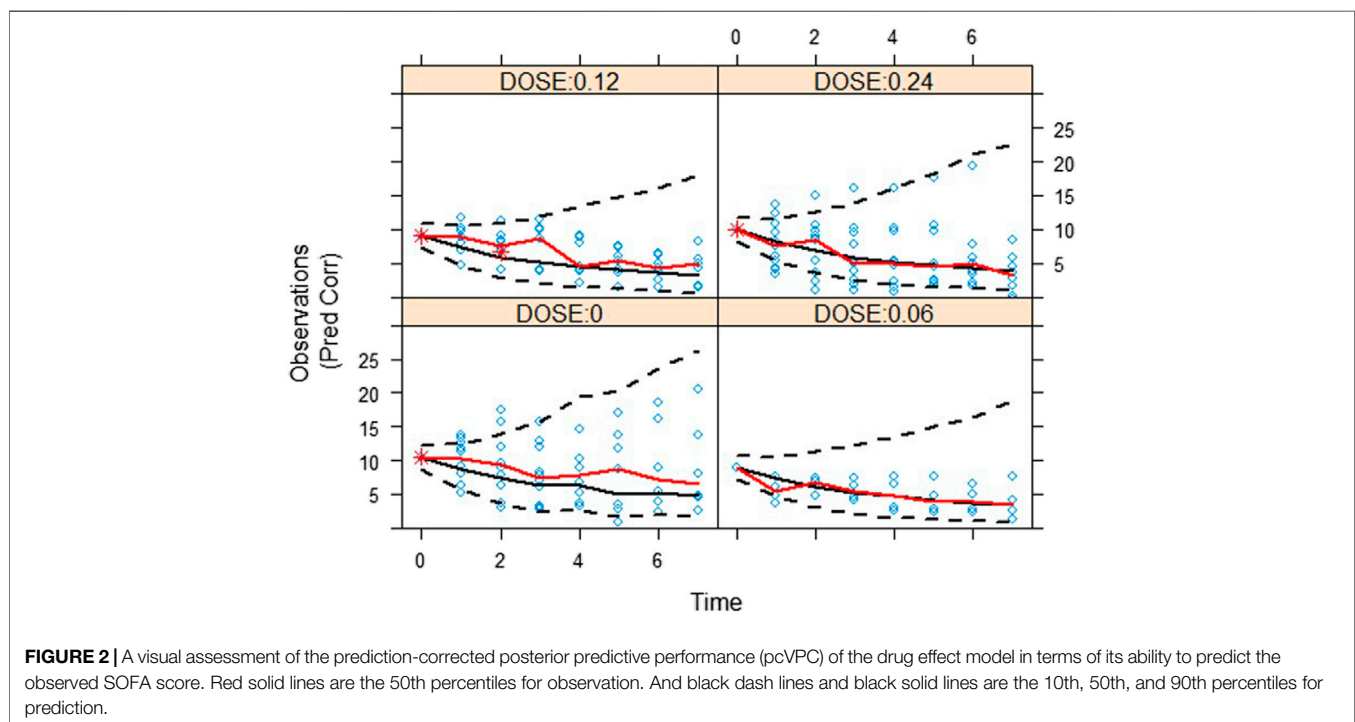 0 2 4 6
DOSE:0.12 DOSE:0.24
25
20
15
10
5
DOSE:0 DOSE:0.06
25
20
15
10
5
0 2 4 6
Observations
(Pred Corr)
Time
FIGURE 2 | A visual assessment of the prediction-corrected posterior predictive performance (pcVPC) of the drug effect model in terms of its ability to predict the
observed SOFA score. Red solid lines are the 50th percentiles for observation. And black dash lines and black solid lines are the 10th, 50th, and 90th percentiles for
prediction.